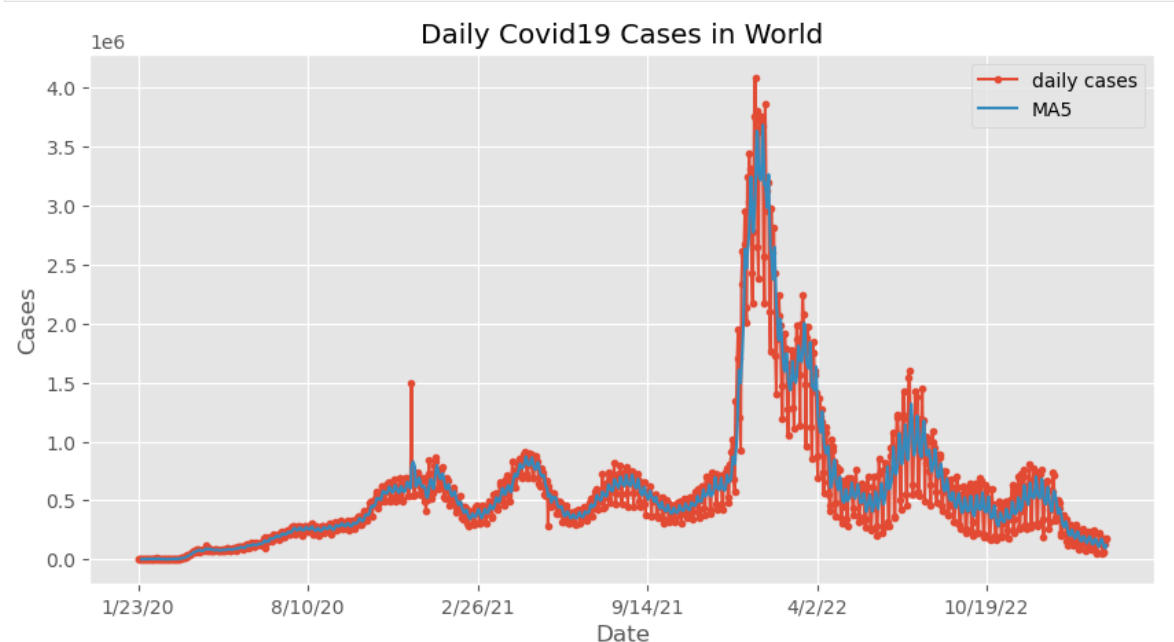 Daily Covid19 Cases in World
1e6
daily cases
MA5
4.0
3.5
3.0
2.5
2.0
1.5
1.0
0.5
0.0
Cases
1/23/20 8/10/20 2/26/21 9/14/21 4/2/22 10/19/22
Date